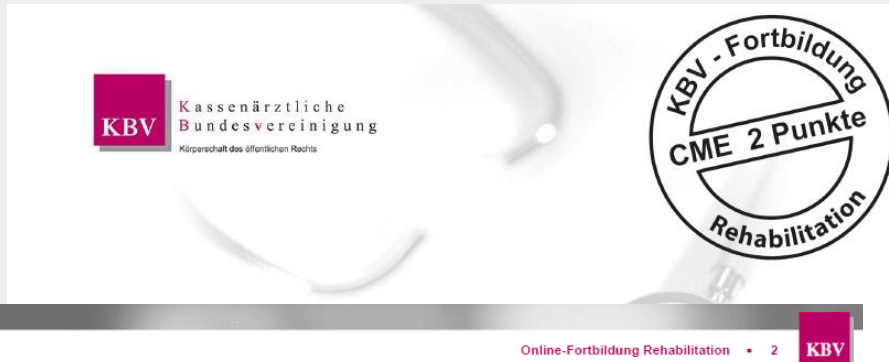 KBV
Kassenärztliche
Bundesvereinigung
Körperschaft des öffentlichen Rechts
KBV - Fortbildung
CME 2 Punkte
Rehabilitation
Online-Fortbildung Rehabilitation ▪ 2
KBV